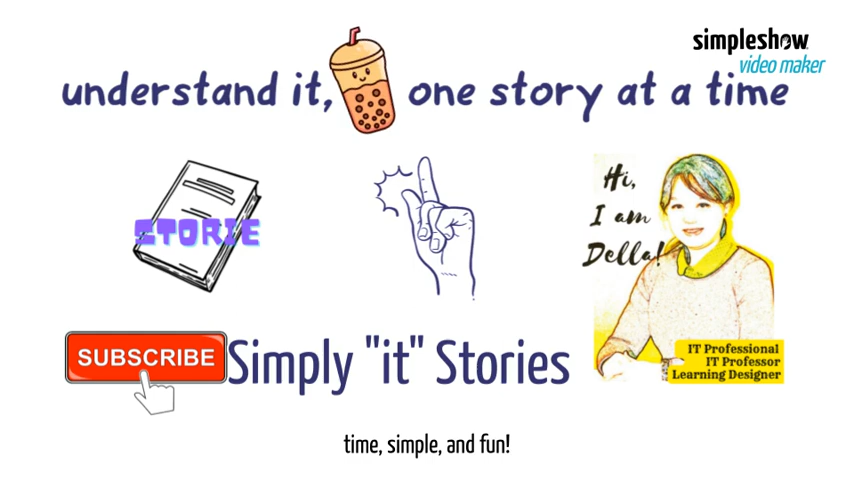 simpleshow
video maker
understand it, one story at a time
STORIE
Hi,
I am
Della!
SUBSCRIBE
Simply "it" Stories
IT Professional
IT Professor
Learning Designer
time, simple, and fun!